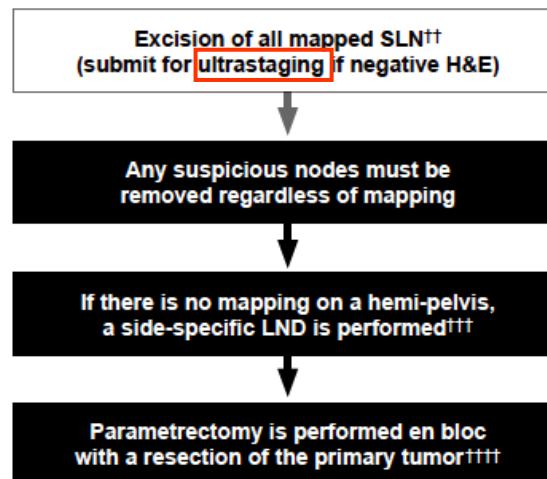 Excision of all mapped SLN††
(submit for ultrastaging if negative H&E)
Any suspicious nodes must be
removed regardless of mapping
If there is no mapping on a hemi-pelvis,
a side-specific LND is performed†††
Parametrectomy is performed en bloc
with a resection of the primary tumor††††